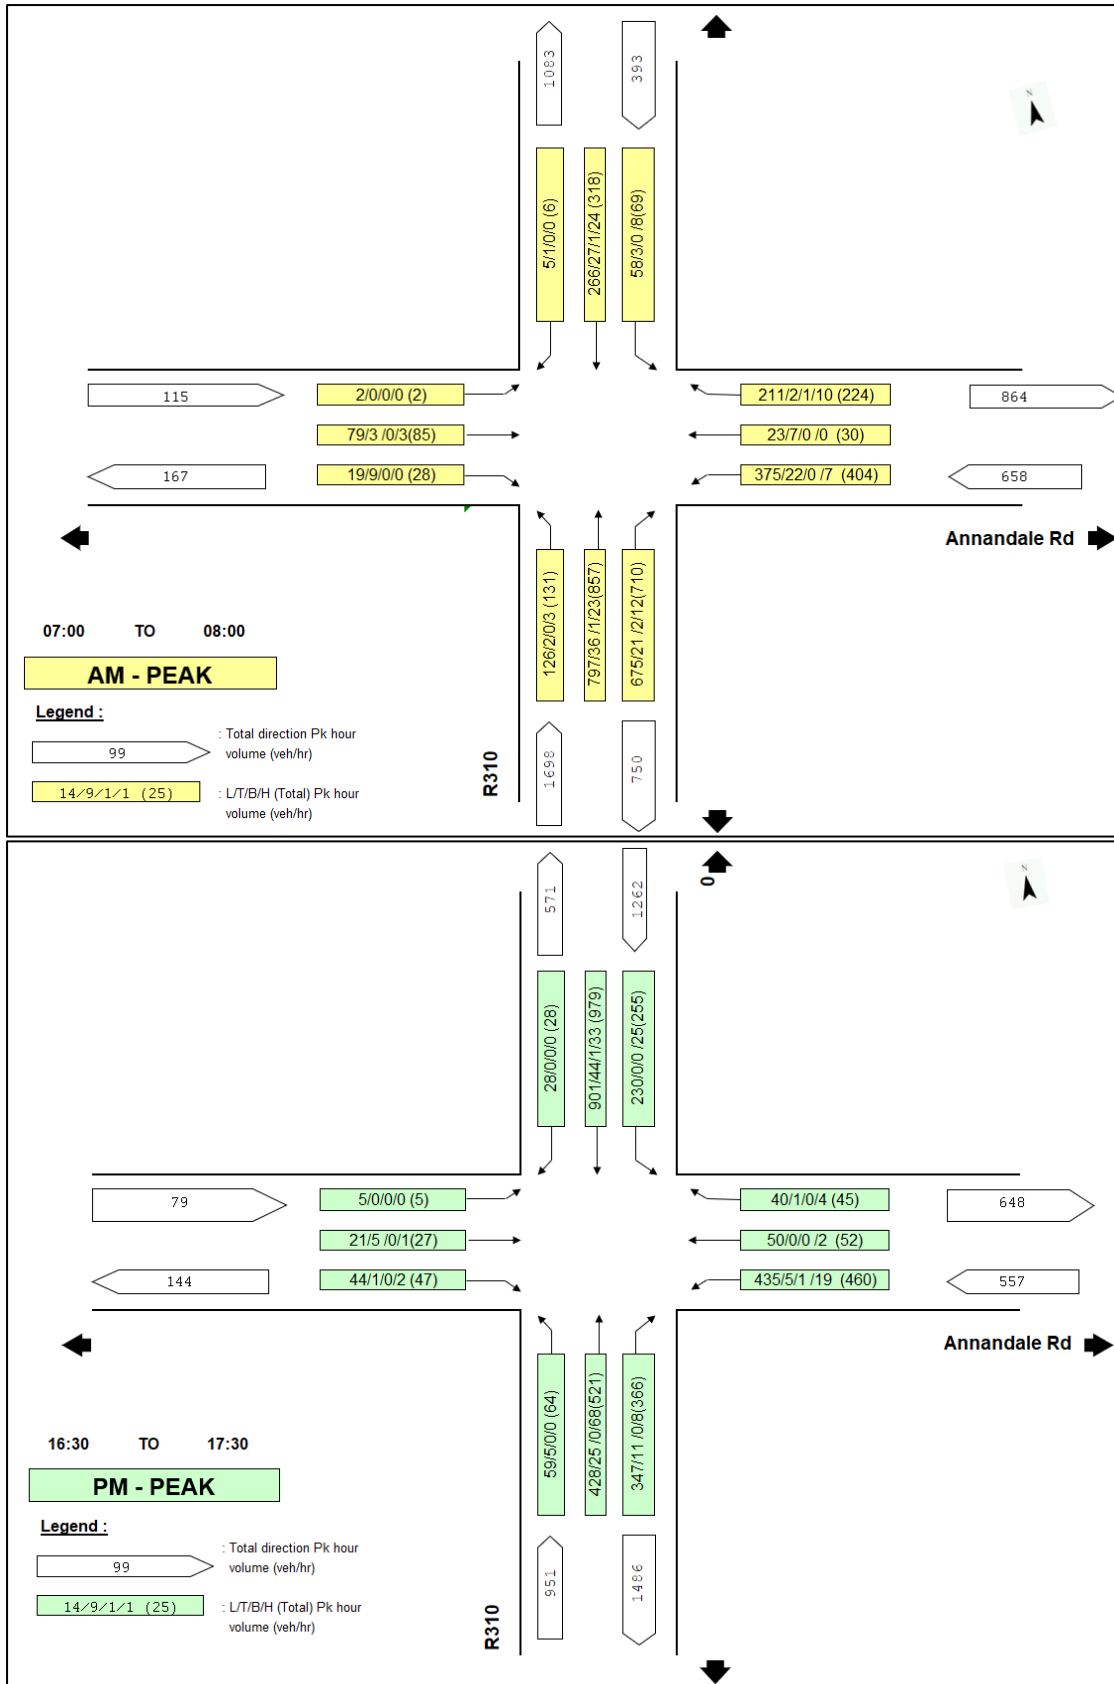 1083
393
N
5/1/0/0 (6)
266/27/1/24 (318)
58/3/0 /8(69)
115
2/0/0/0 (2)
211/2/1/10 (224)
864
79/3 /0/3(85)
23/7/0 /0 (30)
167
19/9/0/0 (28)
375/22/0 /7 (404)
658
Annandale Rd
126/2/0/3 (131)
797/36 /1/23(857)
675/21 /2/12(710)
07:00 TO 08:00
AM - PEAK
Legend :
99
: Total direction Pk hour
volume (veh/hr)
14/9/1/1 (25)
: L/T/B/H (Total) Pk hour
volume (veh/hr)
R310
1698
750
571
1262
0
N
28/0/0/0 (28)
901/44/1/33 (979)
230/0/0 /25(255)
79
5/0/0/0 (5)
40/1/0/4 (45)
648
21/5 /0/1(27)
50/0/0 /2 (52)
144
44/1/0/2 (47)
435/5/1 /19 (460)
557
Annandale Rd
59/5/0/0 (64)
428/25 /0/68(521)
347/11 /0/8(366)
16:30 TO 17:30
PM - PEAK
Legend :
99
: Total direction Pk hour
volume (veh/hr)
14/9/1/1 (25)
: L/T/B/H (Total) Pk hour
volume (veh/hr)
R310
951
1486